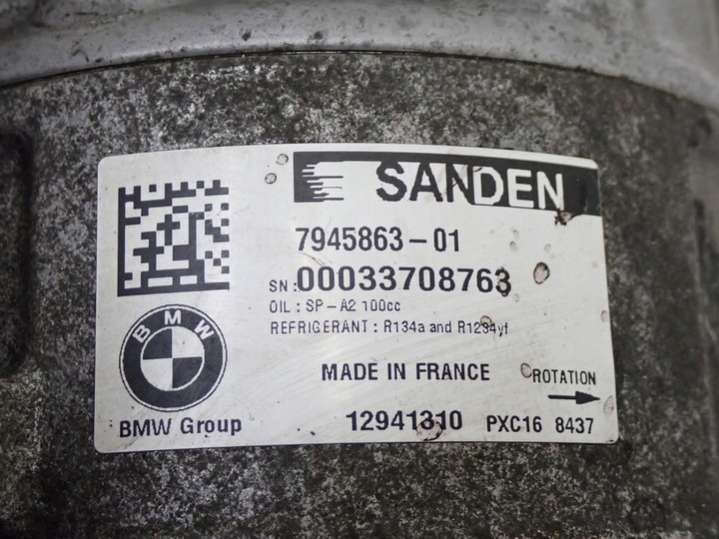 SANDEN
7945863-01
SN: 00033708763
OIL : SP-A2 100cc
REFRIGERANT : R134a and R1234yf
BMW
BMW Group
MADE IN FRANCE
ROTATION
12941310
PXC16 8437